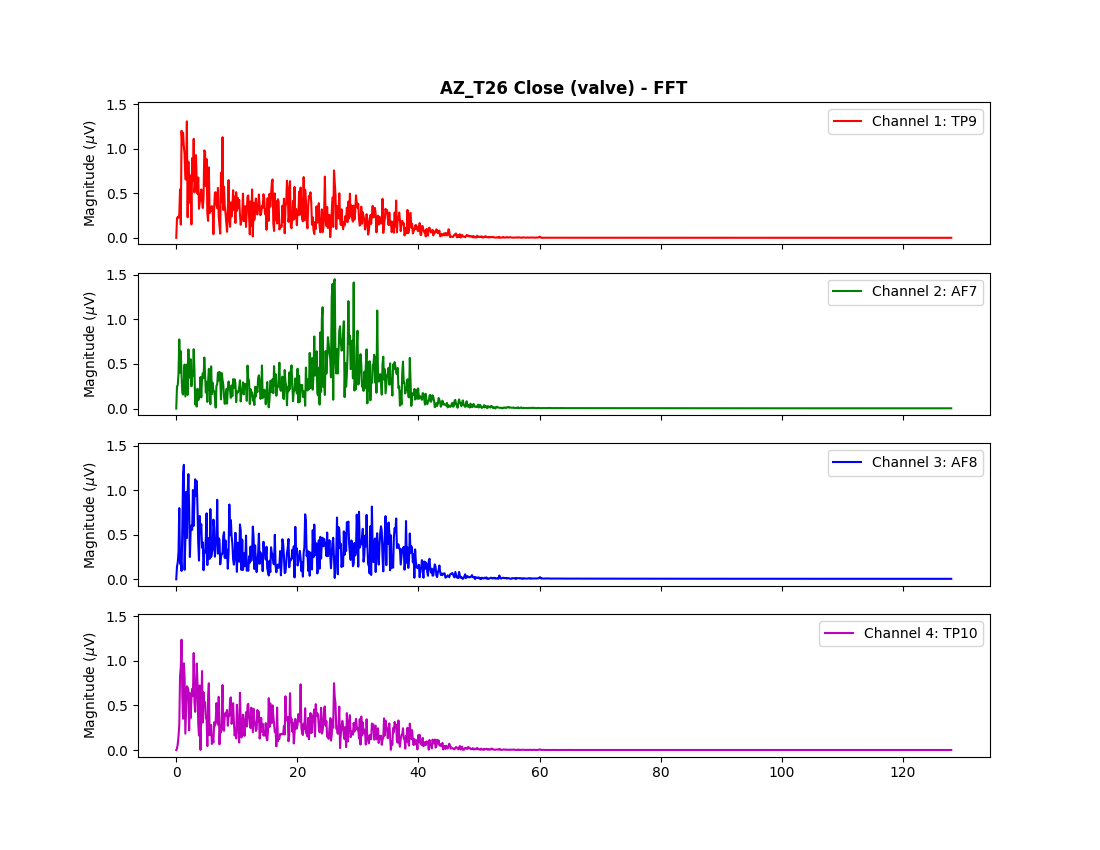 AZ_T26 Close (valve) - FFT
1.5
1.0
0.5
0.0
Magnitude (μV)
Channel 1: TP9
1.5
1.0
0.5
0.0
Magnitude (μV)
Channel 2: AF7
1.5
1.0
0.5
0.0
Magnitude (μV)
Channel 3: AF8
1.5
1.0
0.5
0.0
Magnitude (μV)
Channel 4: TP10
0 20 40 60 80 100 120